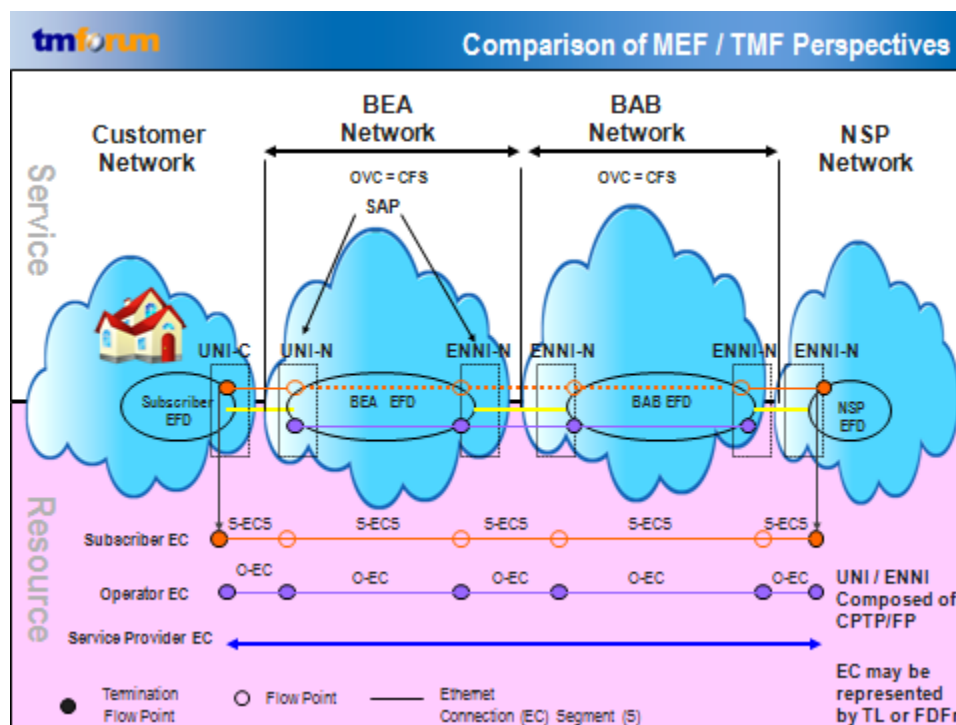 tmforum
Comparison of MEF / TMF Perspectives
Service
Customer
Network
BEA
Network
BAB
Network
NSP
Network
OVC = CFS
OVC = CFS
SAP
UNI-C
UNI-N
ENNI-N
ENNI-N
ENNI-N
ENNI-N
Subscriber
EFD
BEA EFD
BAB EFD
NSP
EFD
Resource
S-ECS
S-ECS
S-ECS
S-ECS
S-ECS
Subscriber EC
O-EC
O-EC
O-EC
O-EC
O-EC
Operator EC
UNI / ENNI
Composed of
CPTP/FP
Service Provider EC
EC may be
represented
by TL or FDFr
Termination
Flow Point
Flow Point
Ethernet
Connection (EC) Segment (S)